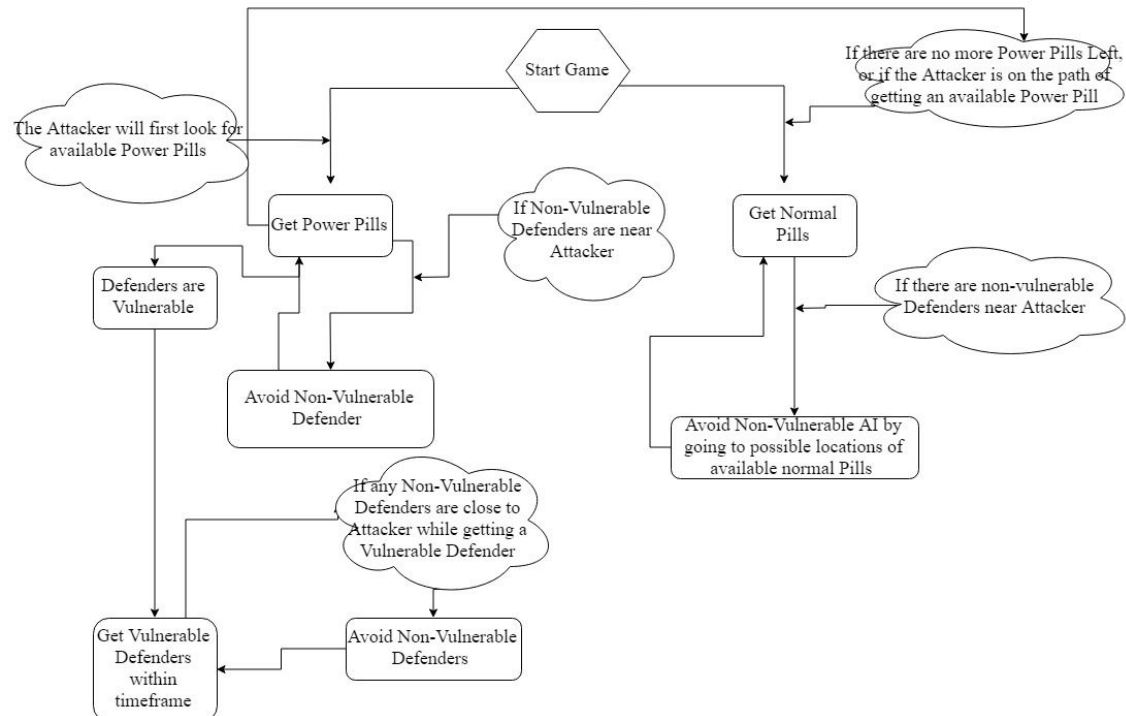 Start Game
If there are no more Power Pills Left,
or if the Attacker is on the path of
getting an available Power Pill
The Attacker will first look for
available Power Pills
Get Power Pills
If Non-Vulnerable
Defenders are near
Attacker
Get Normal
Pills
Defenders are
Vulnerable
If there are non-vulnerable
Defenders near Attacker
Avoid Non-Vulnerable
Defender
Avoid Non-Vulnerable AI by
going to possible locations of
available normal Pills
If any Non-Vulnerable
Defenders are close to
Attacker while getting a
Vulnerable Defender
Get Vulnerable
Defenders
within
timeframe
Avoid Non-Vulnerable
Defenders